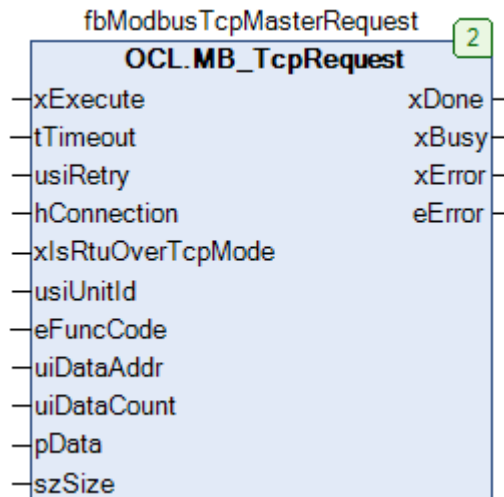 fbModbusTcpMasterRequest
2
OCL.MB_TcpRequest
xExecute xDone
tTimeout xBusy
usiRetry xError
hConnection eError
xIsRtuOverTcpMode
usiUnitId
eFuncCode
uiDataAddr
uiDataCount
pData
szSize